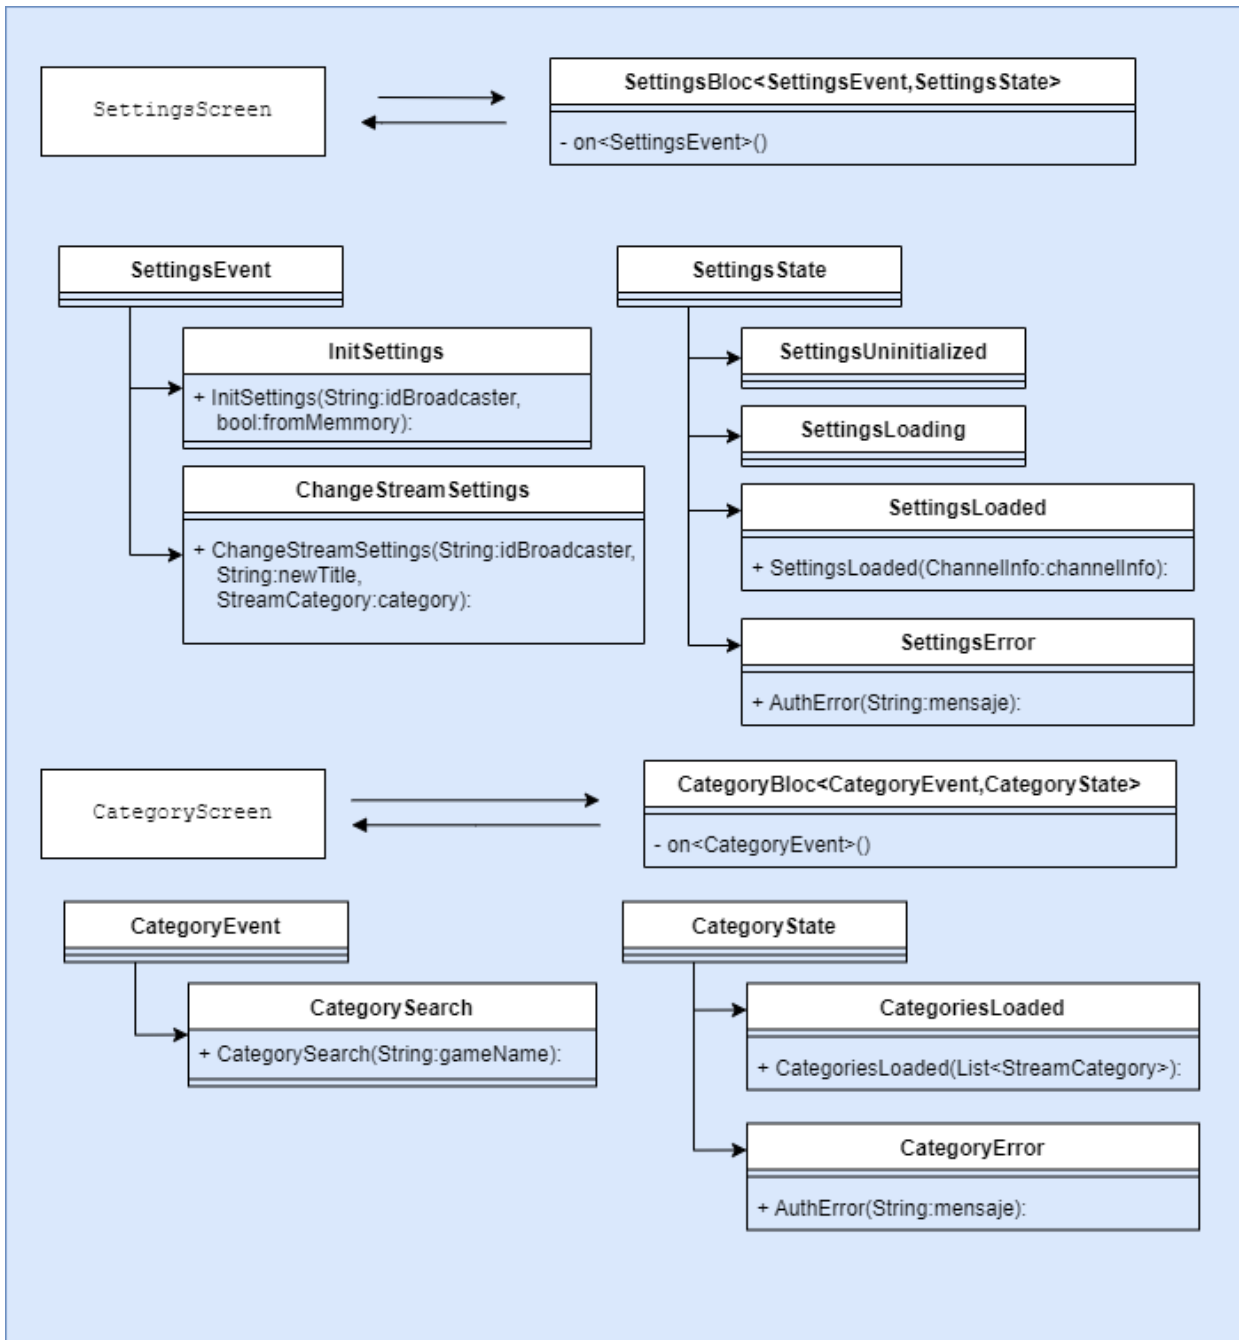 SettingsScreen
SettingsBloc<SettingsEvent,SettingsState>
- on<SettingsEvent>()
SettingsEvent
InitSettings
+ InitSettings(String:idBroadcaster,
bool:fromMemmory):
ChangeStreamSettings
+ ChangeStreamSettings(String:idBroadcaster,
String:newTitle,
StreamCategory:category):
SettingsState
SettingsUninitialized
SettingsLoading
SettingsLoaded
+ SettingsLoaded(ChannelInfo:channelInfo):
SettingsError
+ AuthError(String:mensaje):
CategoryScreen
CategoryBloc<CategoryEvent,CategoryState>
- on<CategoryEvent>()
CategoryEvent
CategorySearch
+ CategorySearch(String:gameName):
CategoryState
CategoriesLoaded
+ CategoriesLoaded(List<StreamCategory>):
CategoryError
+ AuthError(String:mensaje):